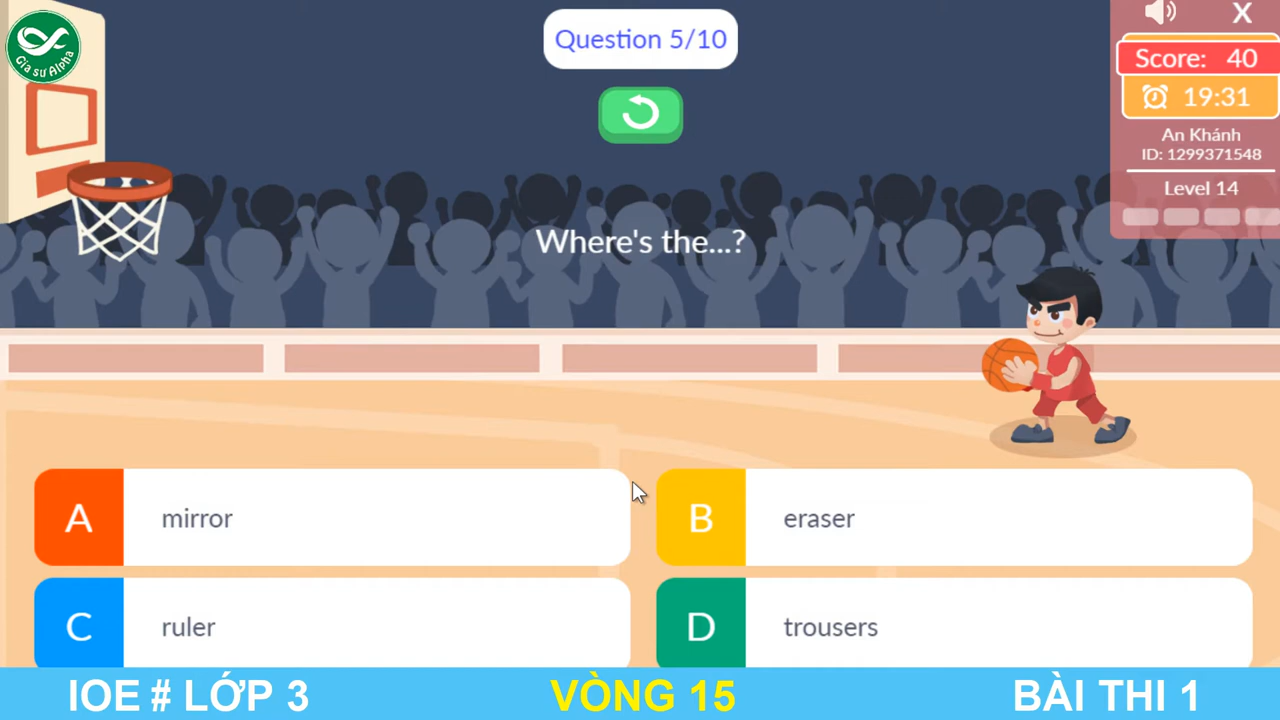 Gia sư Alpha
Question 5/10
X
Score: 40
19:31
An Khánh
ID: 1299371548
Level 14
Where's the...?
A mirror
B eraser
C ruler
D trousers
IOE # LỚP 3
VÒNG 15
BÀI THI 1